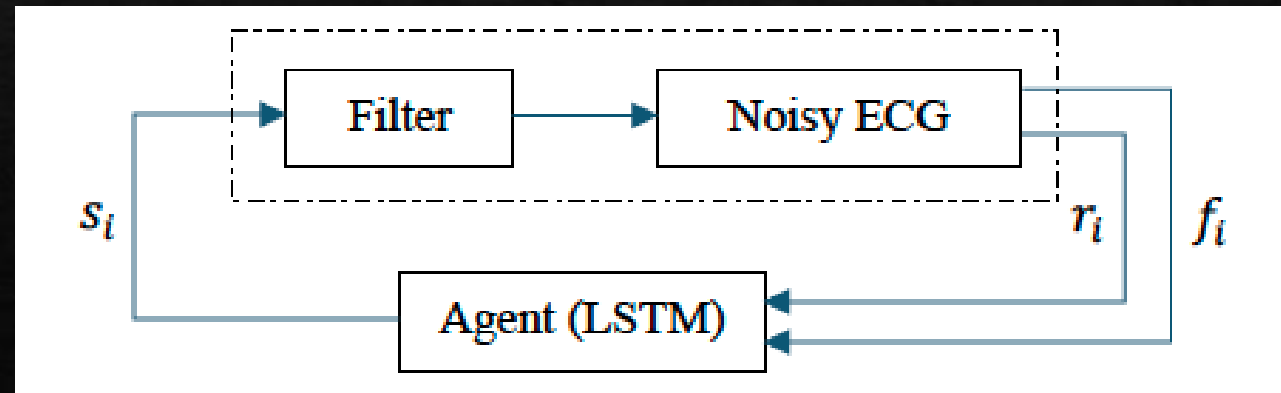 Filter
Noisy ECG
s_i
r_i
f_i
Agent (LSTM)